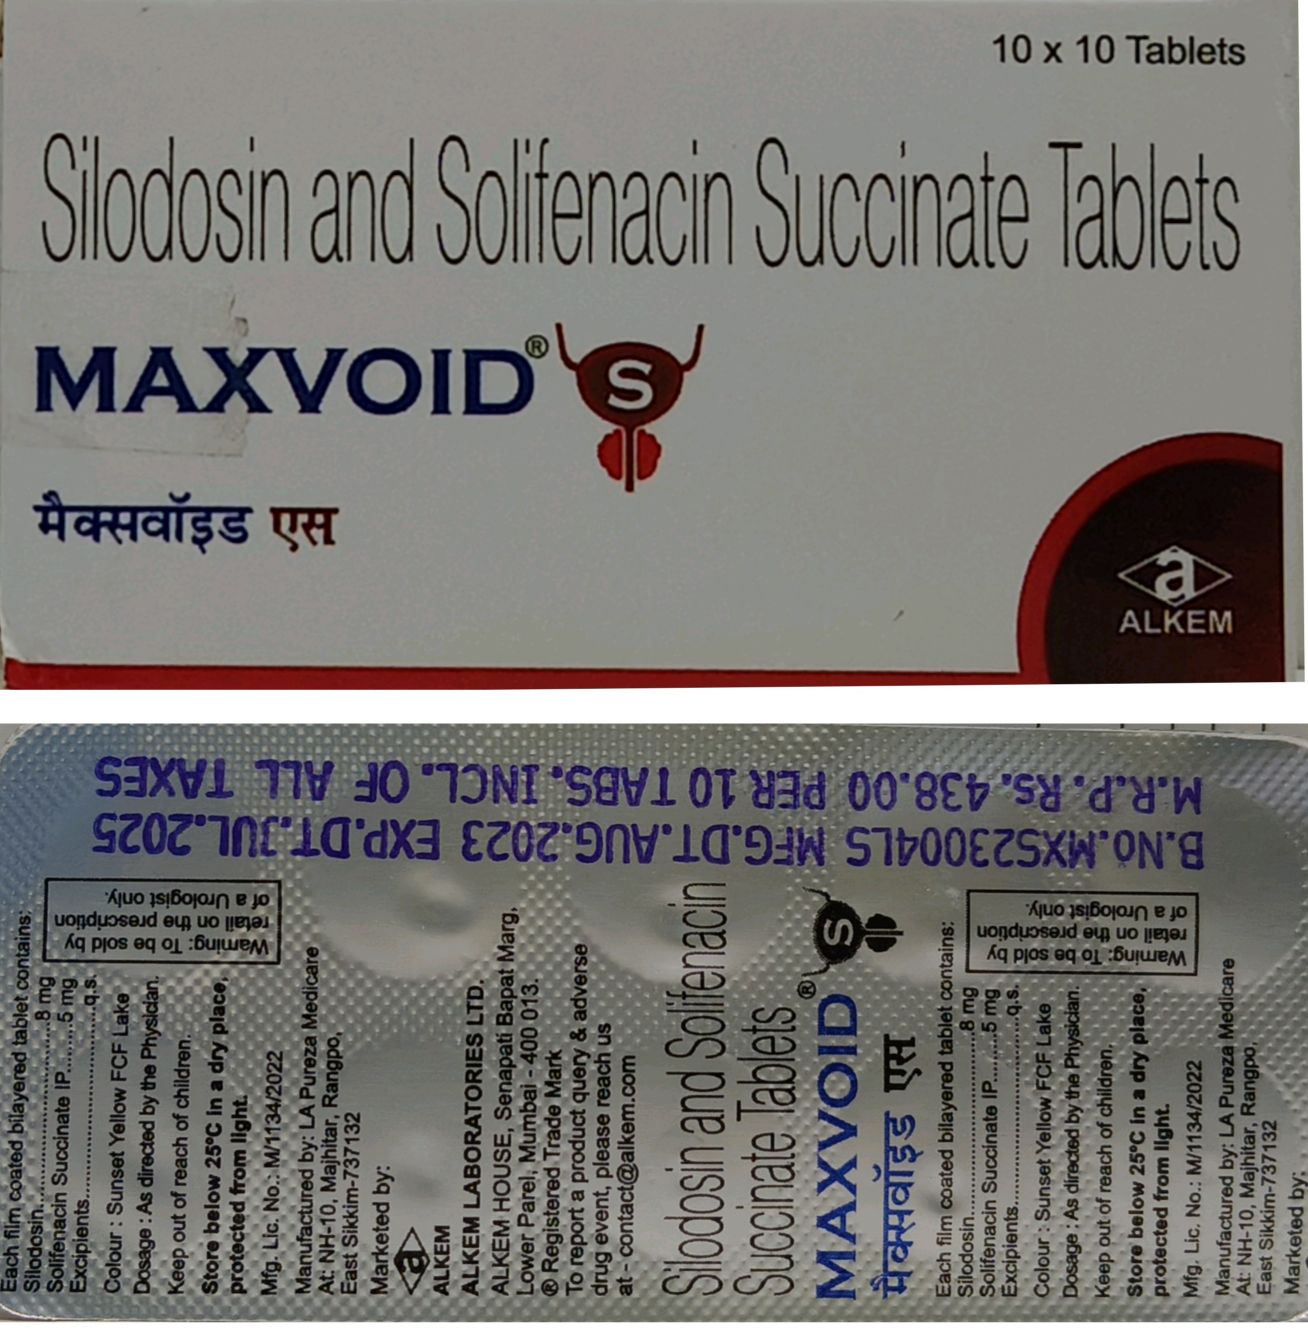 10 x 10 Tablets
Silodosin and Solifenacin Succinate Tablets
MAXVOID® S
मैक्सवॉइड एस
a
ALKEM
B.No.MXS23004LS MFG.DT.AUG.2023 EXP.DT.JUL.2025
M.R.P. RS. 438.00 PER 10 TABS. INCL. OF ALL TAXES
Each film coated bilayered tablet contains:
Silodosin.....................8 mg
Solifenacin Succinate IP........5 mg
Excipients.....................q.s.
Warning: To be sold by
retail on the prescription
of a Urologist only.
Colour : Sunset Yellow FCF Lake
Dosage : As directed by the Physician.
Keep out of reach of children.
Store below 25°C in a dry place,
protected from light.
Mfg. Lic. No.: M/1134/2022
Manufactured by: LA Pureza Medicare
At: NH-10, Majhitar, Rangpo,
East Sikkim-737132
Marketed by:
a
ALKEM
ALKEM LABORATORIES LTD.
ALKEM HOUSE, Senapati Bapat Marg,
Lower Parel, Mumbai - 400 013.
® Registered Trade Mark
To report a product query & adverse
drug event, please reach us
at - contact@alkem.com
Silodosin and Solifenacin
Succinate Tablets
MAXVOID® S
मैक्सवॉइड एस
Each film coated bilayered tablet contains:
Silodosin.....................8 mg
Solifenacin Succinate IP........5 mg
Excipients.....................q.s.
Warning: To be sold by
retail on the prescription
of a Urologist only.
Colour : Sunset Yellow FCF Lake
Dosage : As directed by the Physician.
Keep out of reach of children.
Store below 25°C in a dry place,
protected from light.
Mfg. Lic. No.: M/1134/2022
Manufactured by: LA Pureza Medicare
At: NH-10, Majhitar, Rangpo,
East Sikkim-737132
Marketed by: